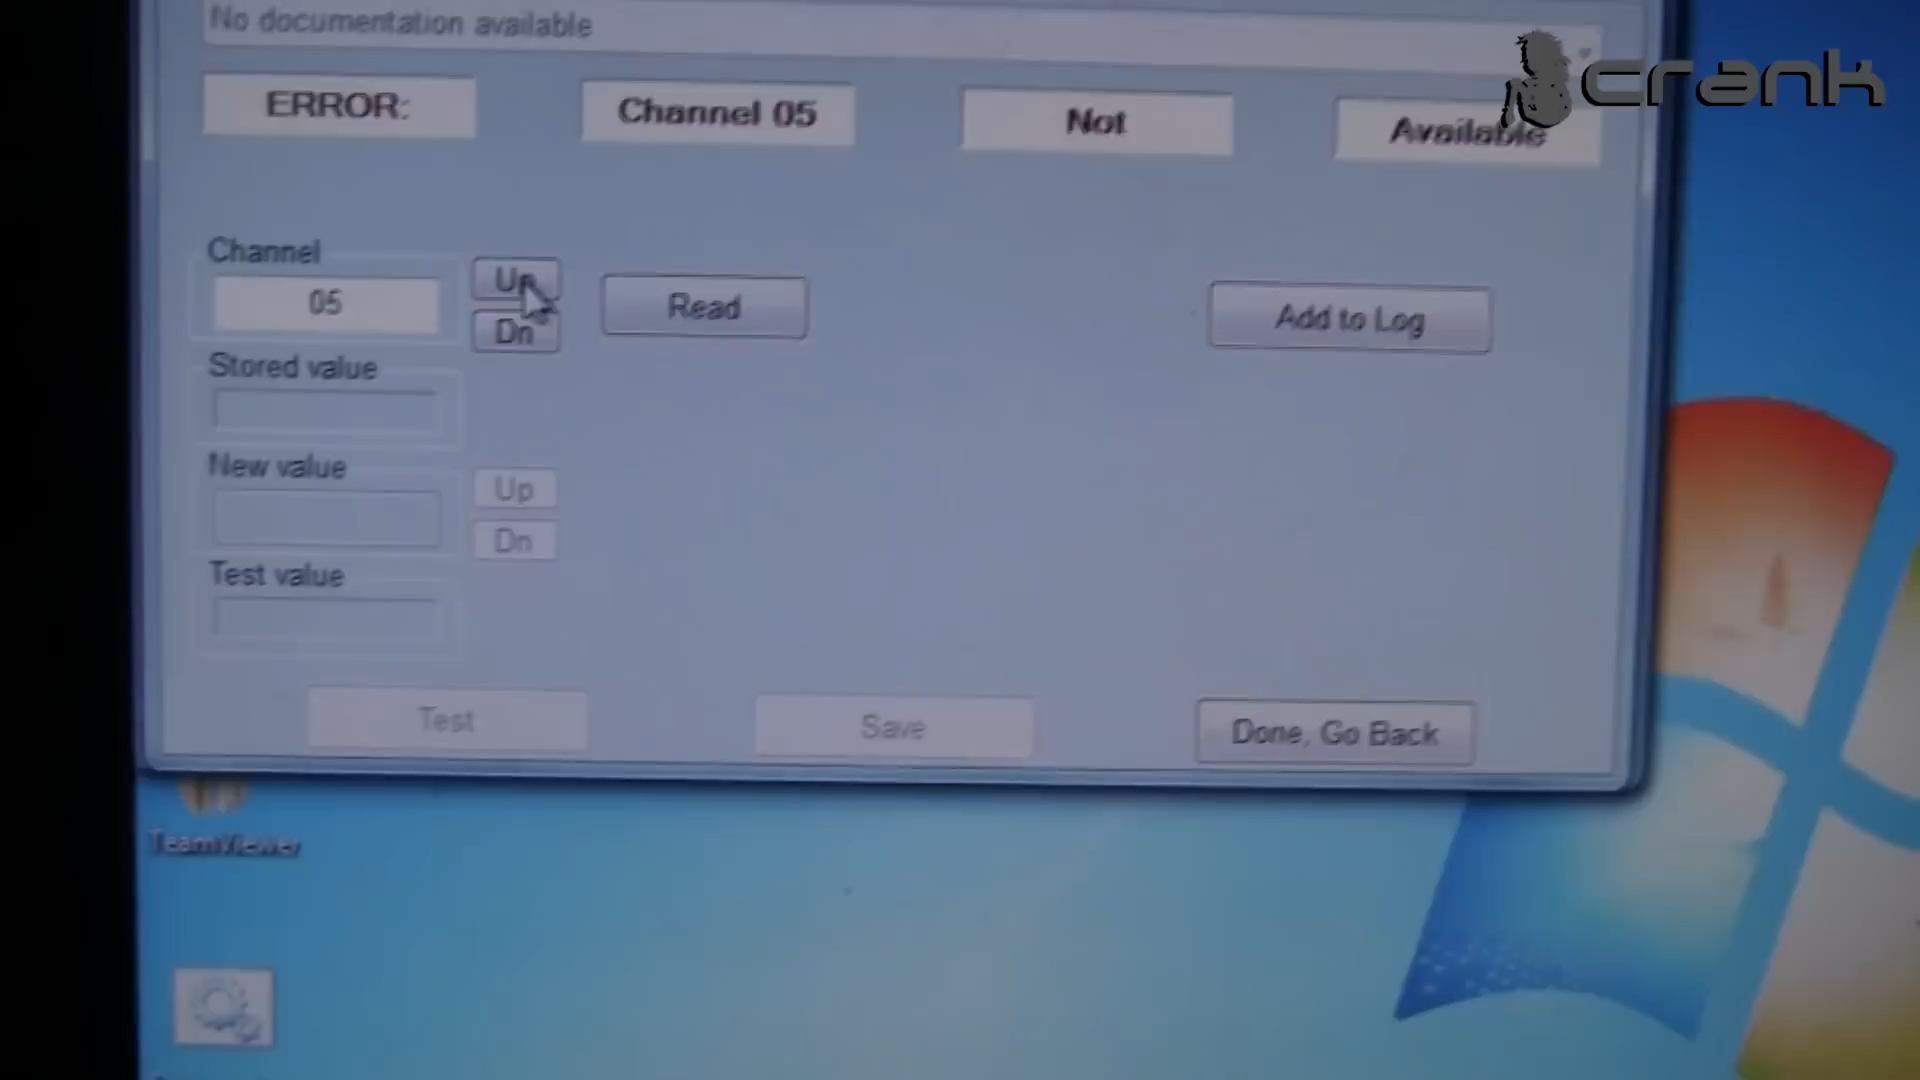 No documentation available
crank
ERROR:
Channel 05
Not
Available
Channel
05
Up
Dn
Read
Add to Log
Stored value
New value
Up
Dn
Test value
Test
Save
Done, Go Back
TeamViewer